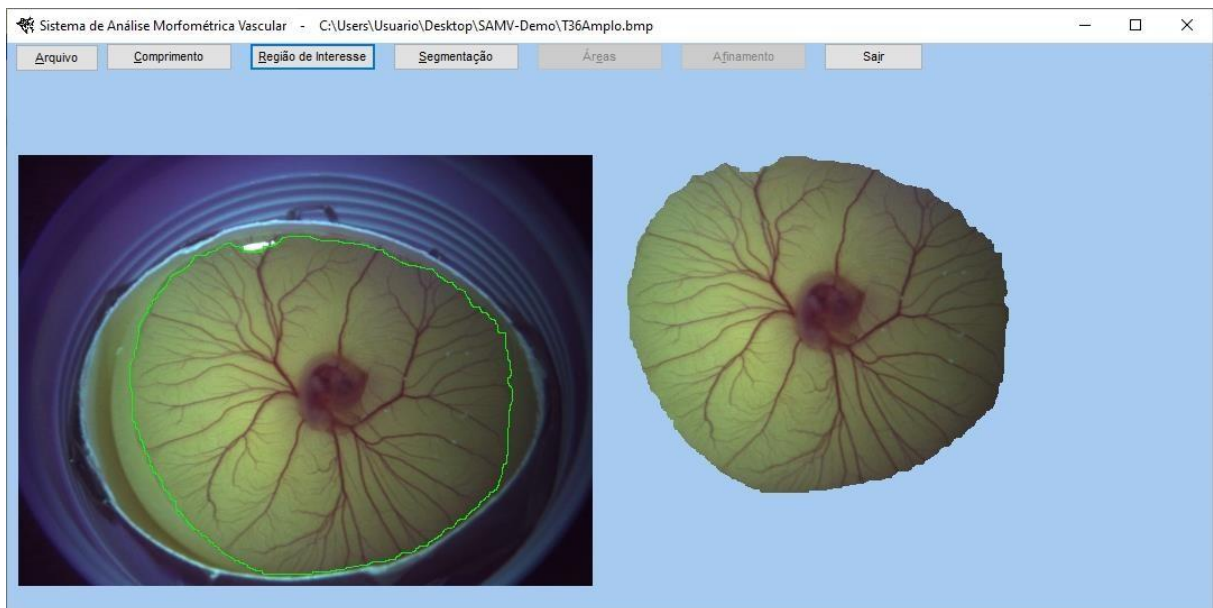 Sistema de Análise Morfométrica Vascular - C:\Users\Usuario\Desktop\SAMV-Demo\T36Amplo.bmp
Arquivo Comprimento Região de Interesse Segmentação Áreas Afinamento Sair